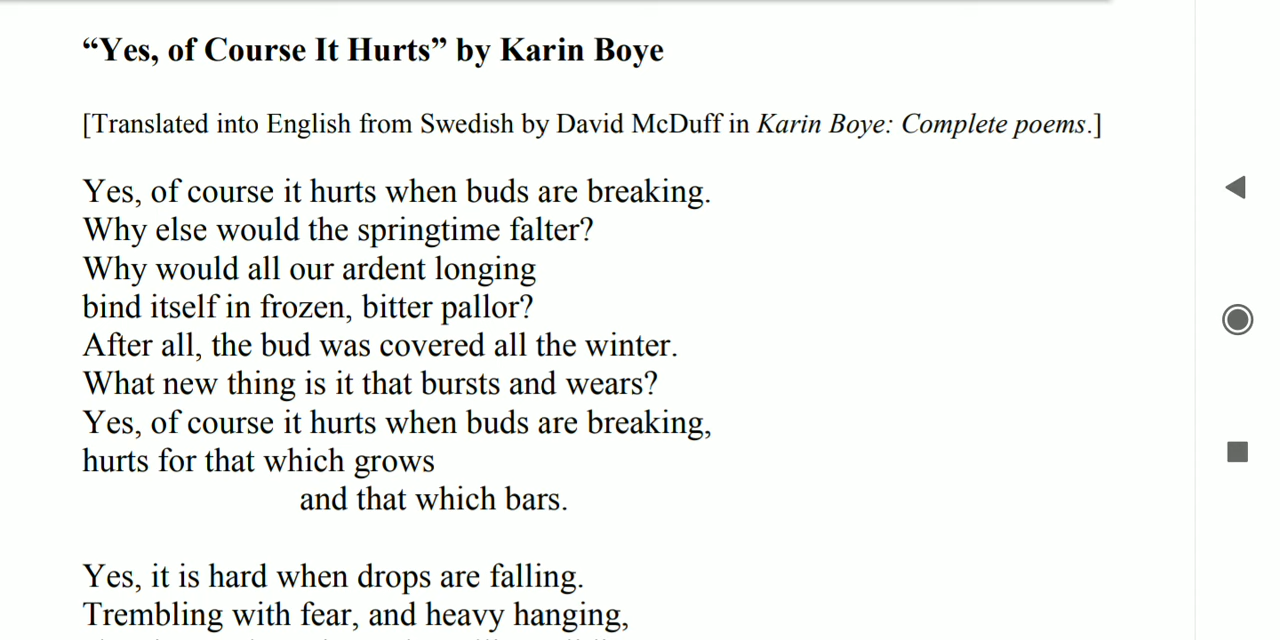 “Yes, of Course It Hurts” by Karin Boye
[Translated into English from Swedish by David McDuff in Karin Boye: Complete poems.]
Yes, of course it hurts when buds are breaking.
Why else would the springtime falter?
Why would all our ardent longing
bind itself in frozen, bitter pallor?
After all, the bud was covered all the winter.
What new thing is it that bursts and wears?
Yes, of course it hurts when buds are breaking,
hurts for that which grows
and that which bars.
Yes, it is hard when drops are falling.
Trembling with fear, and heavy hanging,